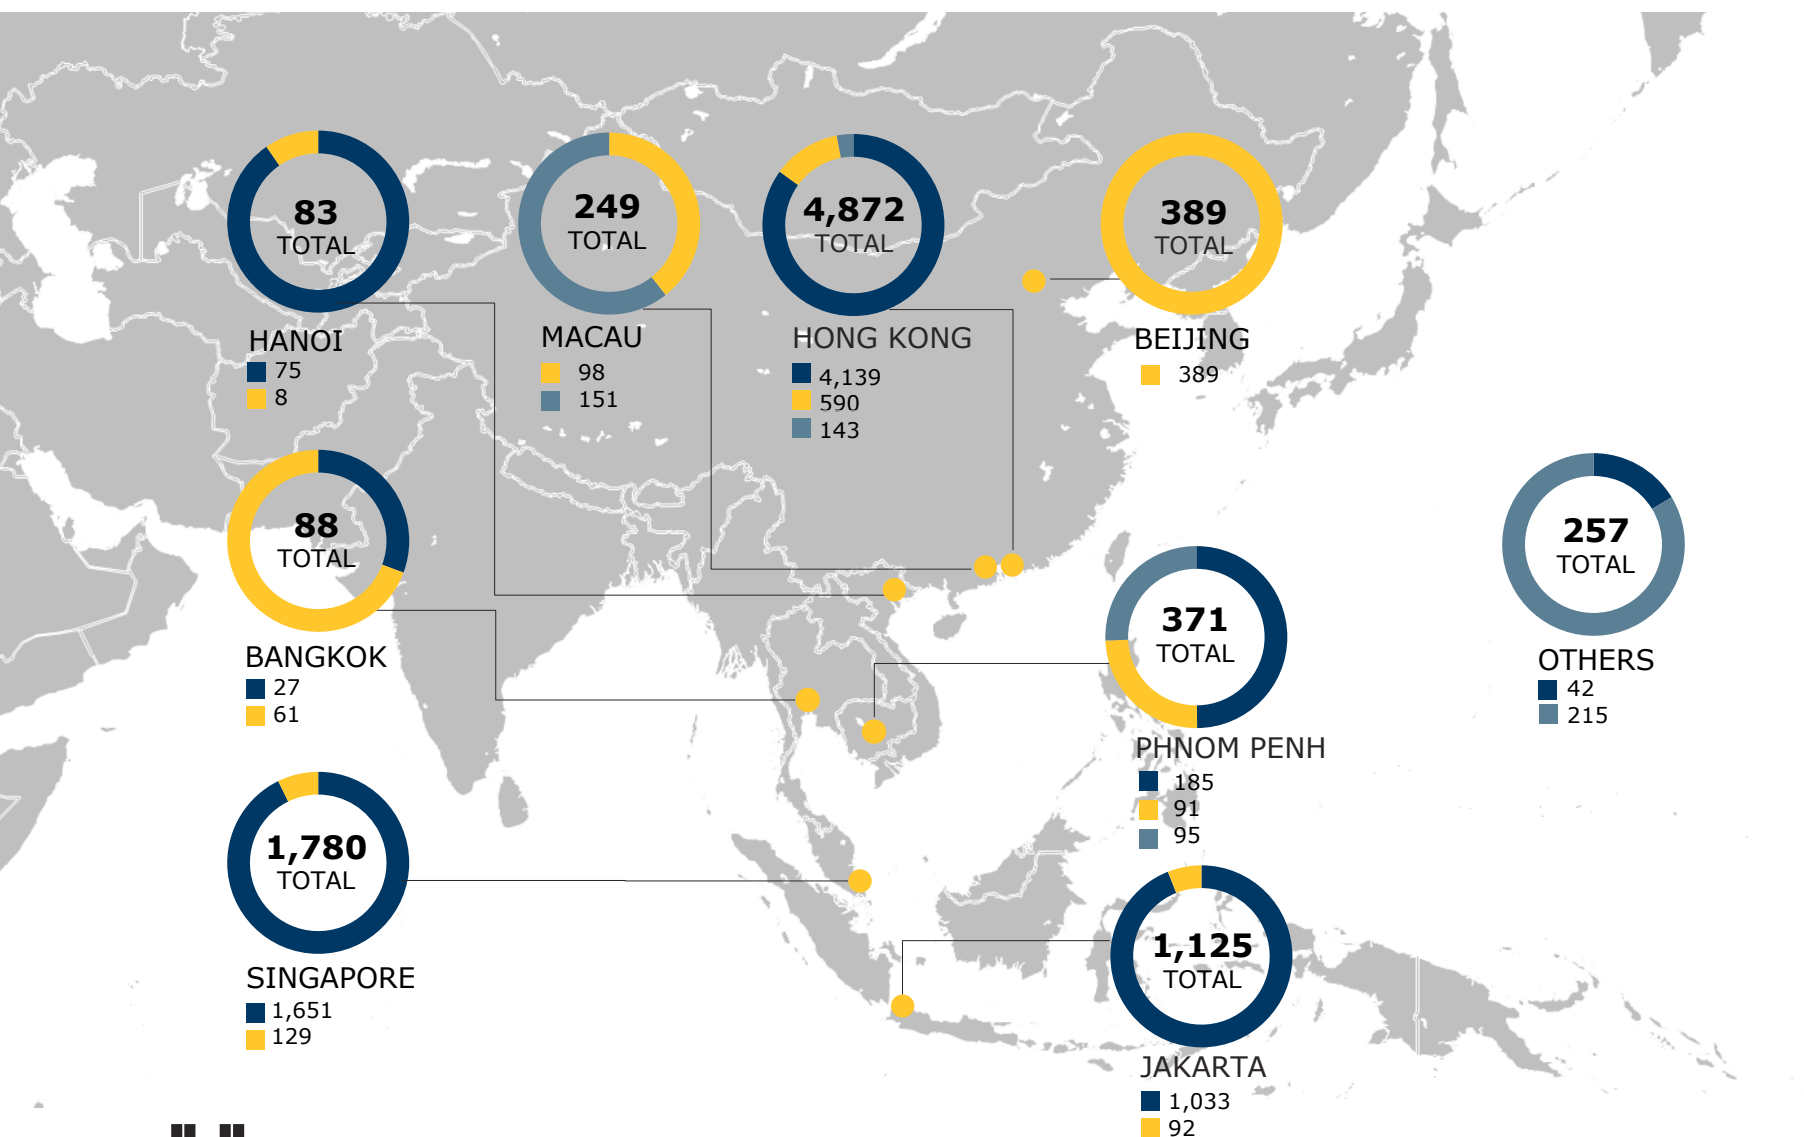 83
TOTAL
HANOI
75
8
249
TOTAL
MACAU
98
151
4,872
TOTAL
HONG KONG
4,139
590
143
389
TOTAL
BEIJING
389
88
TOTAL
BANGKOK
27
61
371
TOTAL
PHNOM PENH
185
91
95
257
TOTAL
OTHERS
42
215
1,780
TOTAL
SINGAPORE
1,651
129
1,125
TOTAL
JAKARTA
1,033
92